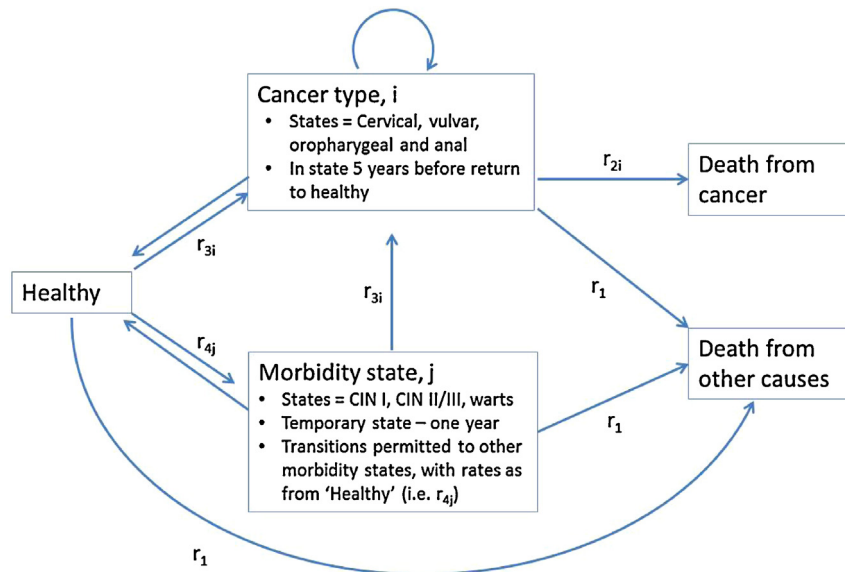 Cancer type, i
• States = Cervical, vulvar,
oropharygeal and anal
• In state 5 years before return
to healthy
r2i
Death from
cancer
r3i
r1
Healthy
r3i
r4j
Death from
other causes
Morbidity state, j
• States = CIN I, CIN II/III, warts
• Temporary state – one year
• Transitions permitted to other
morbidity states, with rates as
from ‘Healthy’ (i.e. r4j)
r1
r1